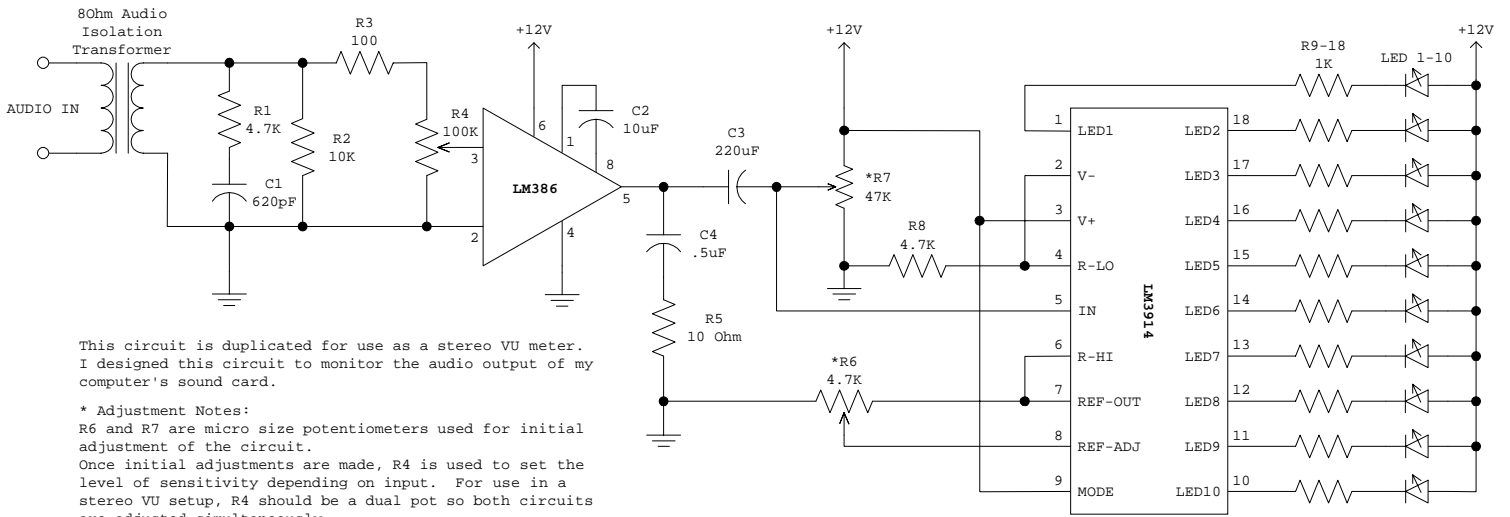 8Ohm Audio
Isolation
Transformer
AUDIO IN
R1
4.7K
C1
620pF
R2
10K
R3
100
R4
100K
+12V
6
1
C2
10uF
3
8
LM386
5
2
4
C3
220uF
C4
.5uF
R5
10 Ohm
+12V
*R7
47K
R8
4.7K
*R6
4.7K
1
LED1
2
V-
3
V+
4
R-LO
5
IN
6
R-HI
7
REF-OUT
8
REF-ADJ
9
MODE
LM3914
LED2
18
LED3
17
LED4
16
LED5
15
LED6
14
LED7
13
LED8
12
LED9
11
LED10
10
R9-18
1K
LED 1-10
+12V
This circuit is duplicated for use as a stereo VU meter.
I designed this circuit to monitor the audio output of my
computer's sound card.
* Adjustment Notes:
R6 and R7 are micro size potentiometers used for initial
adjustment of the circuit.
Once initial adjustments are made, R4 is used to set the
level of sensitivity depending on input. For use in a
stereo VU setup, R4 should be a dual pot so both circuits